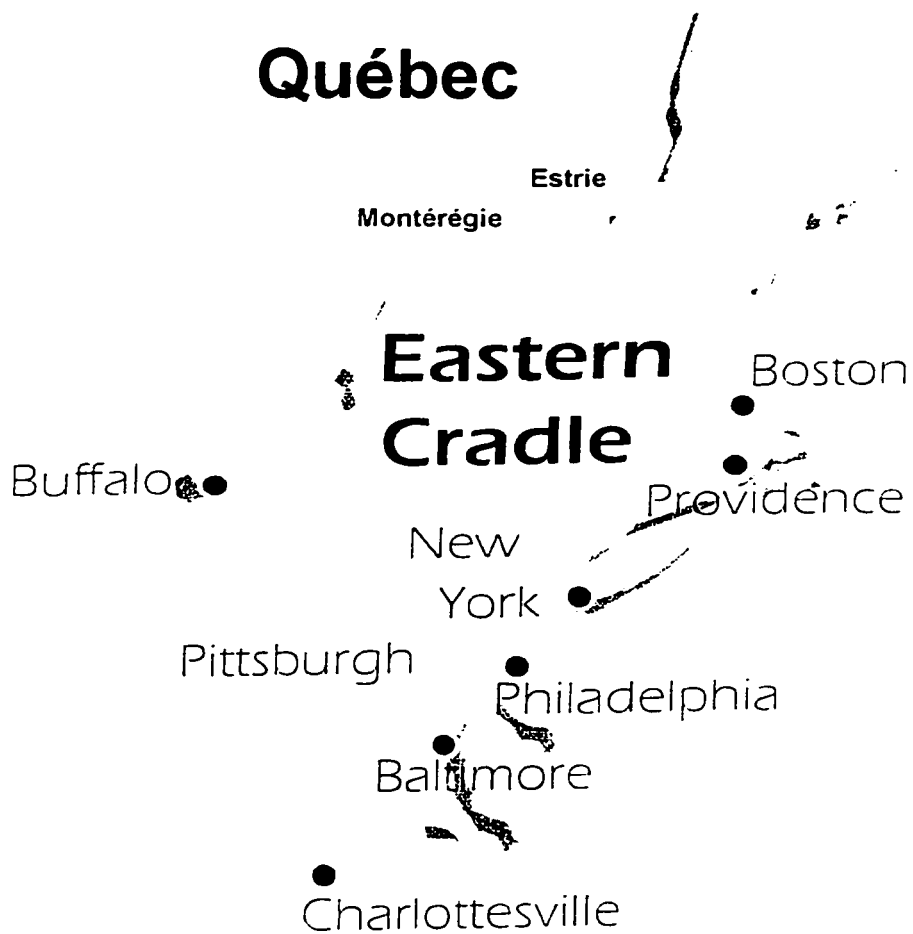 Québec
Estrie
Montérégie
Eastern
Cradle
Boston
Buffalo
Providence
New
York
Pittsburgh
Philadelphia
Baltimore
Charlottesville